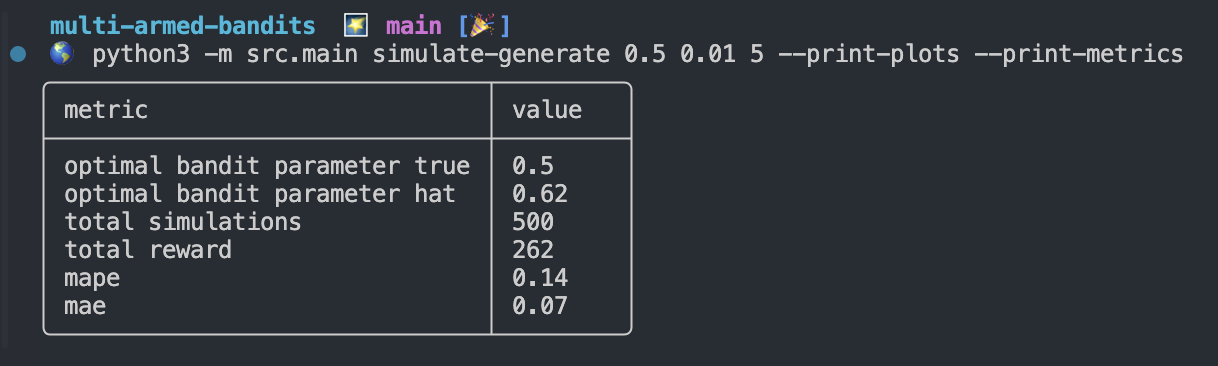 multi-armed-bandits 🌠 main [🎉]
🌎 python3 -m src.main simulate-generate 0.5 0.01 5 --print-plots --print-metrics
metric value
optimal bandit parameter true 0.5
optimal bandit parameter hat 0.62
total simulations 500
total reward 262
mape 0.14
mae 0.07